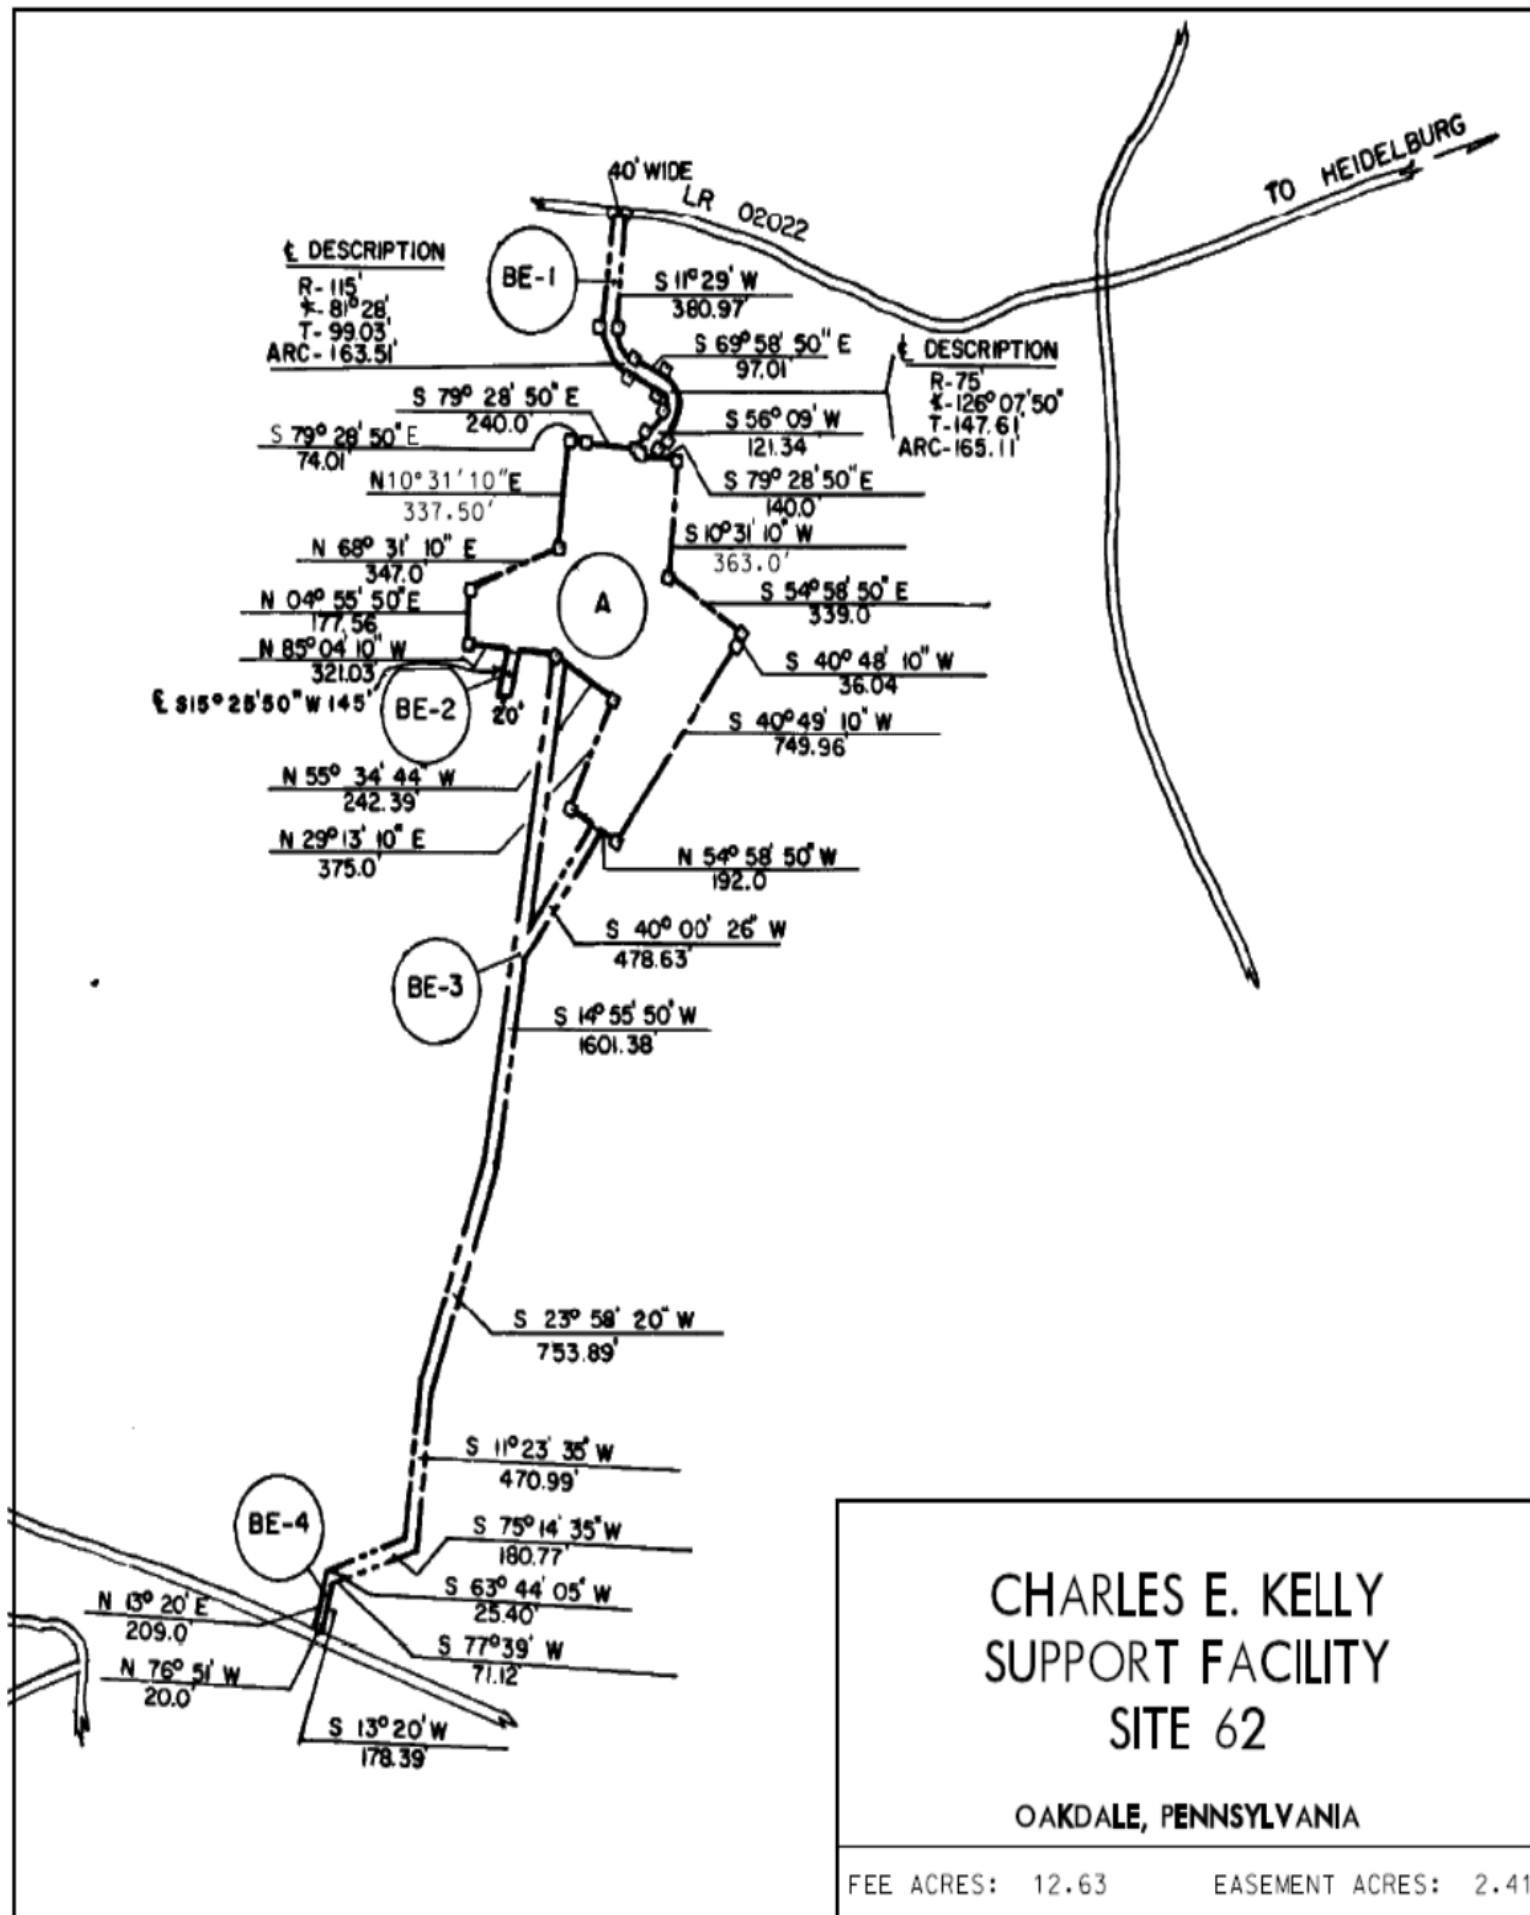 40' WIDE
LR 02022
TO HEIDELBURG
℄ DESCRIPTION
R-115'
∡-81°28'
T-99.03'
ARC-163.51'
BE-1
S 11°29' W
380.97'
S 69°58'50" E
97.01'
℄ DESCRIPTION
R-75'
∡-126°07'50"
T-147.61'
ARC-165.11'
S 79°28'50" E
240.0'
S 56°09' W
121.34'
S 79°28'50" E
74.01'
S 79°28'50" E
140.0'
N 10°31'10" E
337.50'
S 10°31'10" W
363.0'
N 68°31'10" E
347.0'
A
S 54°58'50" E
339.0
N 04°55'50" E
177.56
N 85°04'10" W
321.03'
S 40°48'10" W
36.04
℄ S15°25'50" W 145'
BE-2
20'
S 40°49'10" W
749.96'
N 55°34'44" W
242.39'
N 29°13'10" E
375.0'
N 54°58'50" W
192.0
S 40°00'26" W
478.63'
BE-3
S 14°55'50" W
1601.38'
S 23°58'20" W
753.89'
S 11°23'35" W
470.99'
BE-4
S 75°14'35" W
180.77'
S 63°44'05" W
25.40'
N 13°20' E
209.0'
S 77°39' W
71.12'
N 76°51' W
20.0'
S 13°20' W
178.39'
CHARLES E. KELLY
SUPPORT FACILITY
SITE 62
OAKDALE, PENNSYLVANIA
FEE ACRES: 12.63 EASEMENT ACRES: 2.41